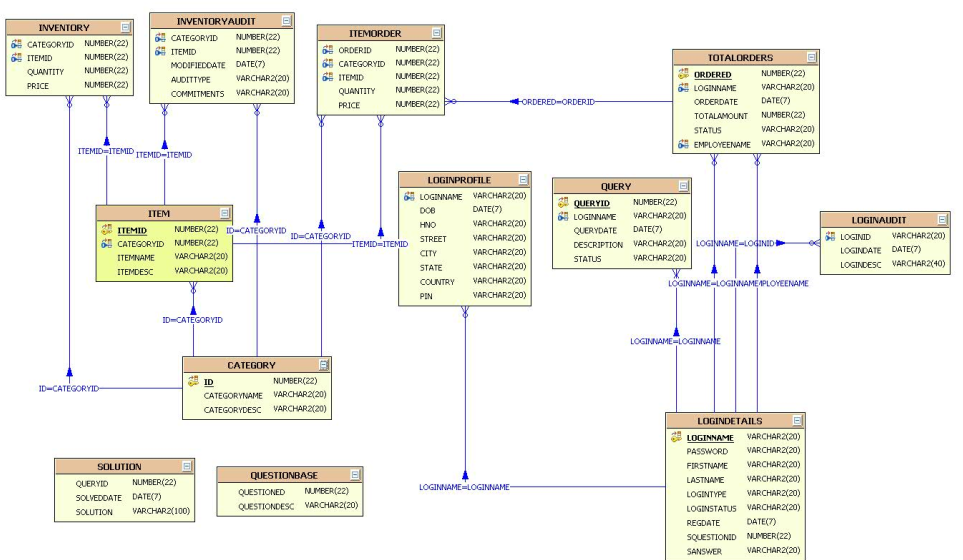 INVENTORY
CATEGORYID NUMBER(22)
ITEMID NUMBER(22)
QUANTITY NUMBER(22)
PRICE NUMBER(22)
INVENTORYAUDIT
CATEGORYID NUMBER(22)
ITEMID NUMBER(22)
MODIFIEDDATE DATE(7)
AUDITTYPE VARCHAR2(20)
COMMITMENTS VARCHAR2(20)
ITEMORDER
ORDERID NUMBER(22)
CATEGORYID NUMBER(22)
ITEMID NUMBER(22)
QUANTITY NUMBER(22)
PRICE NUMBER(22)
ORDERED=ORDERID
TOTALORDERS
ORDERED NUMBER(22)
LOGINNAME VARCHAR2(20)
ORDERDATE DATE(7)
TOTALAMOUNT NUMBER(22)
STATUS VARCHAR2(20)
EMPLOYEENAME VARCHAR2(20)
ITEMID=ITEMID
ITEMID=ITEMID
ITEM
ITEMID NUMBER(22)
CATEGORYID NUMBER(22)
ITEMNAME VARCHAR2(20)
ITEMDESC VARCHAR2(20)
ID=CATEGORYID
ID=CATEGORYID
ITEMID=ITEMID
LOGINPROFILE
LOGINNAME VARCHAR2(20)
DOB DATE(7)
HNO VARCHAR2(20)
STREET VARCHAR2(20)
CITY VARCHAR2(20)
STATE VARCHAR2(20)
COUNTRY VARCHAR2(20)
PIN VARCHAR2(20)
QUERY
QUERYID NUMBER(22)
LOGINNAME VARCHAR2(20)
QUERYDATE DATE(7)
DESCRIPTION VARCHAR2(20)
STATUS VARCHAR2(20)
LOGINNAME=LOGINID
LOGINAUDIT
LOGINID VARCHAR2(20)
LOGINDATE DATE(7)
LOGINDESC VARCHAR2(40)
LOGINNAME=LOGINNAME/PLOYEENAME
LOGINNAME=LOGINNAME
ID=CATEGORYID
ID=CATEGORYID
CATEGORY
ID NUMBER(22)
CATEGORYNAME VARCHAR2(20)
CATEGORYDESC VARCHAR2(20)
LOGINDETAILS
LOGINNAME VARCHAR2(20)
PASSWORD VARCHAR2(20)
FIRSTNAME VARCHAR2(20)
LASTNAME VARCHAR2(20)
LOGINTYPE VARCHAR2(20)
LOGINSTATUS VARCHAR2(20)
REGDATE DATE(7)
SQUESTIONID NUMBER(22)
SANSWER VARCHAR2(20)
LOGINNAME=LOGINNAME
SOLUTION
QUERYID NUMBER(22)
SOLVEDDATE DATE(7)
SOLUTION VARCHAR2(100)
QUESTIONBASE
QUESTIONED NUMBER(22)
QUESTIONDESC VARCHAR2(20)